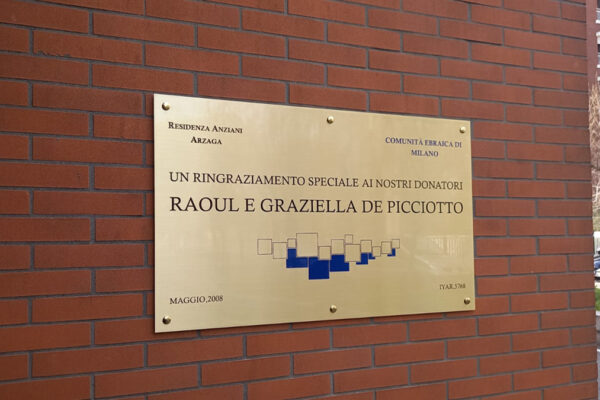 RESIDENZA ANZIANI
ARZAGA
COMUNITÀ EBRAICA DI
MILANO
UN RINGRAZIAMENTO SPECIALE AI NOSTRI DONATORI
RAOUL E GRAZIELLA DE PICCIOTTO
MAGGIO,2008
IYAR,5768